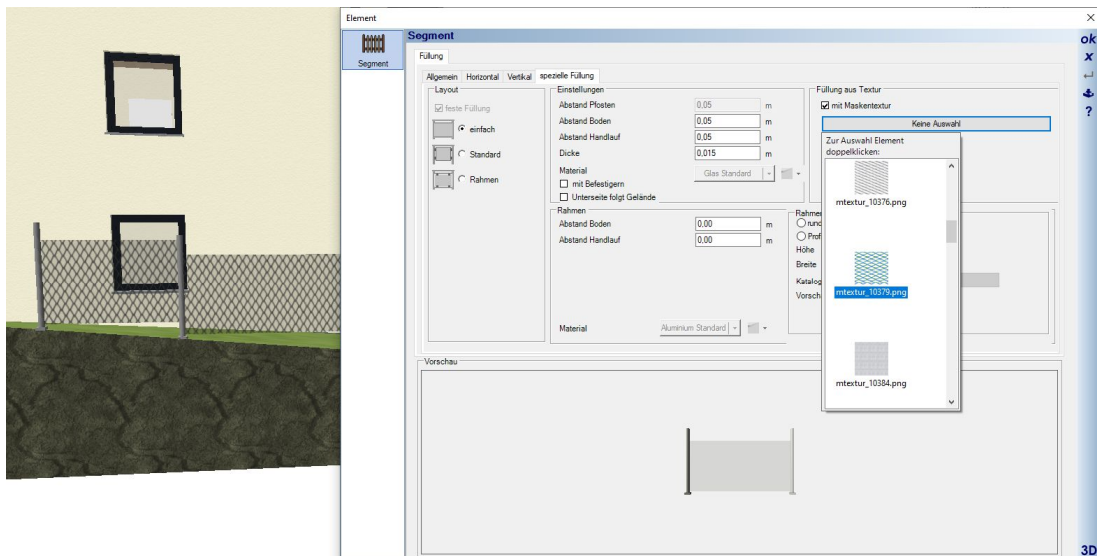 Element
Segment
Segment
ok
x
?
Füllung
Allgemein Horizontal Vertikal spezielle Füllung
Layout
feste Füllung
einfach
Standard
Rahmen
Einstellungen
Abstand Pfosten 0,05 m
Abstand Boden 0,05 m
Abstand Handlauf 0,05 m
Dicke 0,015 m
Material Glas Standard
mit Befestigern
Unterseite folgt Gelände
Rahmen
Abstand Boden 0,00 m
Abstand Handlauf 0,00 m
Material Aluminium Standard
Füllung aus Textur
mit Maskentextur
Keine Auswahl
Zur Auswahl Element
doppelklicken:
mtextur_10376.png
mtextur_10379.png
mtextur_10384.png
Höhe
Breite
Vorschau
3D